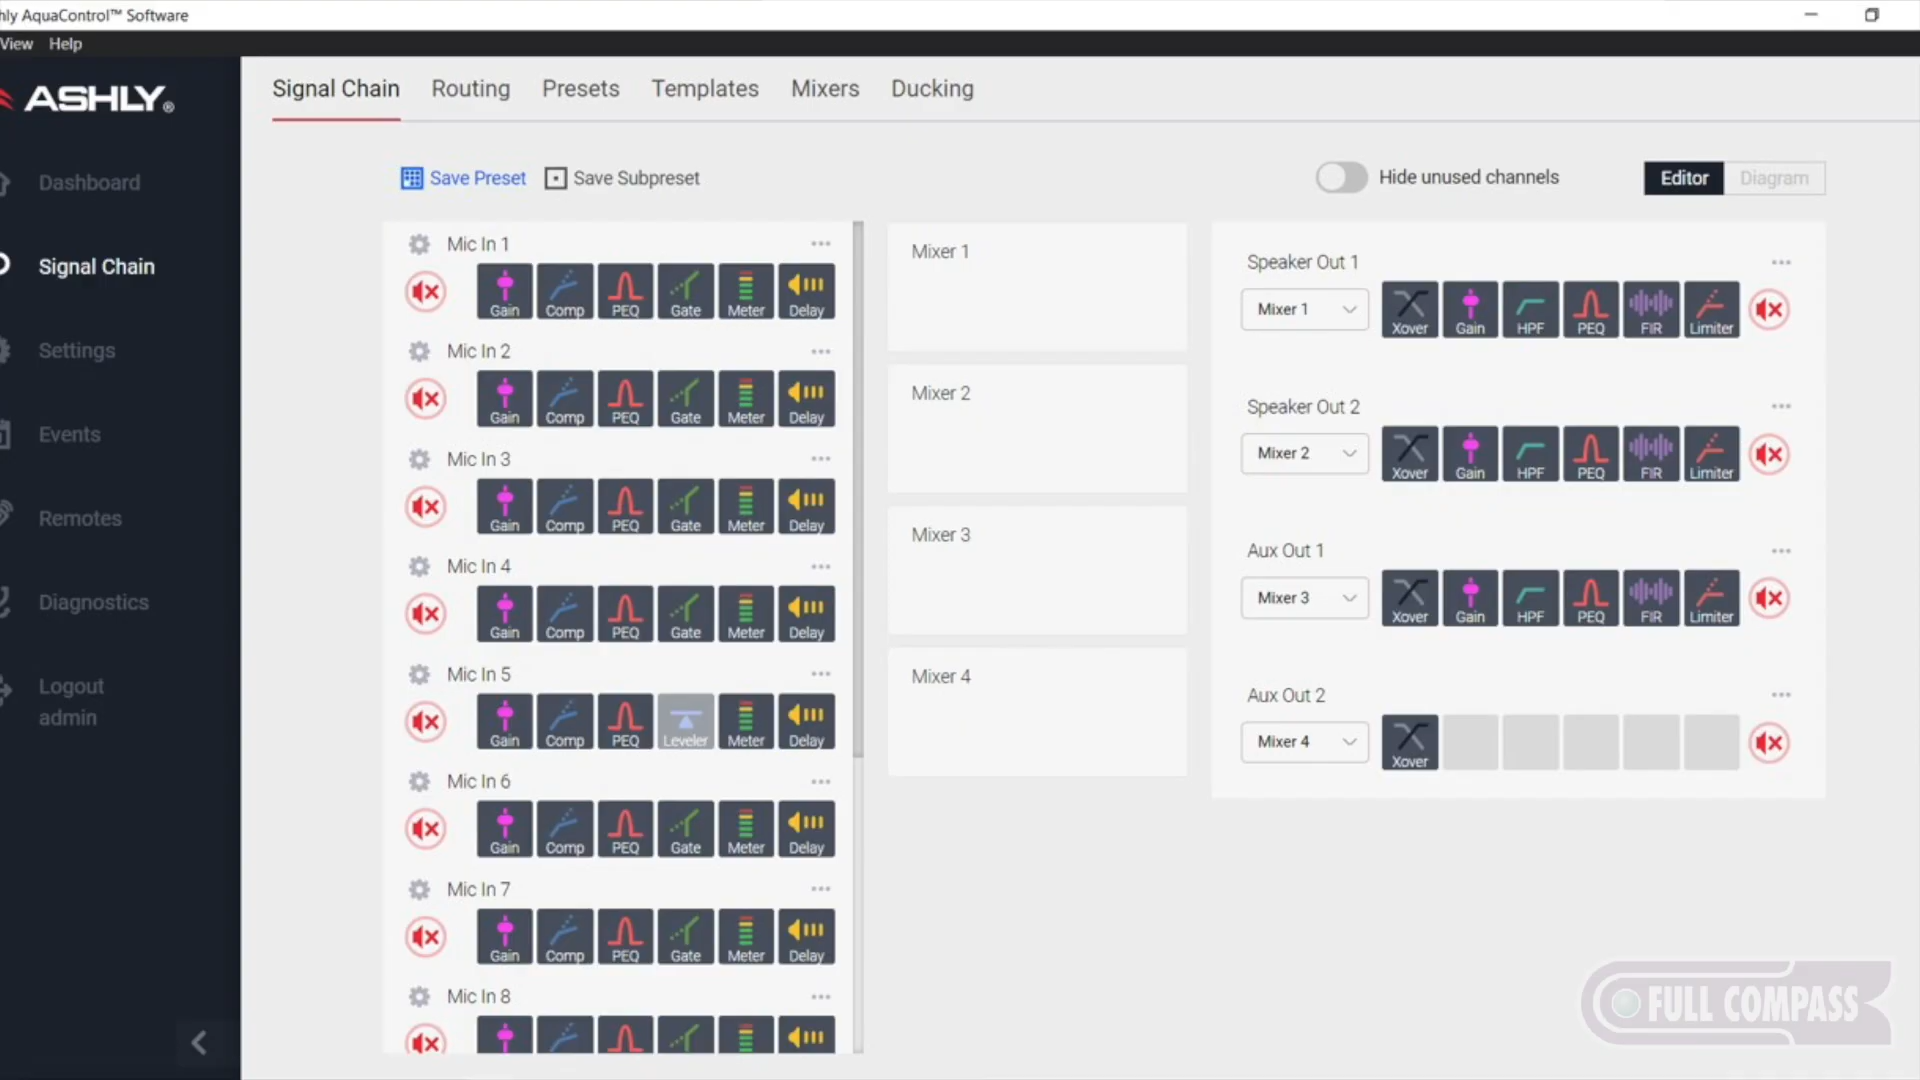 hly AquaControl™ Software
View Help
ASHLY®
Signal Chain Routing Presets Templates Mixers Ducking
Dashboard
Signal Chain
Settings
Events
Remotes
Diagnostics
Logout
admin
Save Preset Save Subpreset
Hide unused channels
Editor Diagram
Mic In 1
Gain Comp PEQ Gate Meter Delay
Mic In 2
Gain Comp PEQ Gate Meter Delay
Mic In 3
Gain Comp PEQ Gate Meter Delay
Mic In 4
Gain Comp PEQ Gate Meter Delay
Mic In 5
Gain Comp PEQ Leveler Meter Delay
Mic In 6
Gain Comp PEQ Gate Meter Delay
Mic In 7
Gain Comp PEQ Gate Meter Delay
Mic In 8
Mixer 1
Mixer 2
Mixer 3
Mixer 4
Speaker Out 1
Mixer 1 Xover Gain HPF PEQ FIR Limiter
Speaker Out 2
Mixer 2 Xover Gain HPF PEQ FIR Limiter
Aux Out 1
Mixer 3 Xover Gain HPF PEQ FIR Limiter
Aux Out 2
Mixer 4 Xover
FULL COMPASS